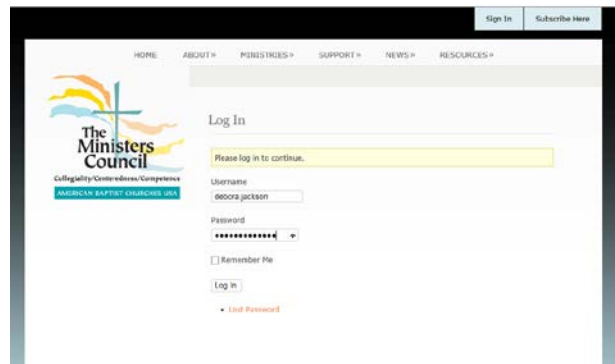 Sign In Subscribe Here
HOME ABOUT» MINISTRIES» SUPPORT» NEWS» RESOURCES»
The
Ministers
Council
Collegiality/Centeredness/Competence
AMERICAN BAPTIST CHURCHES USA
Log In
Please log in to continue.
Username
debora.jackson
Password
Remember Me
Log in
Lost Password